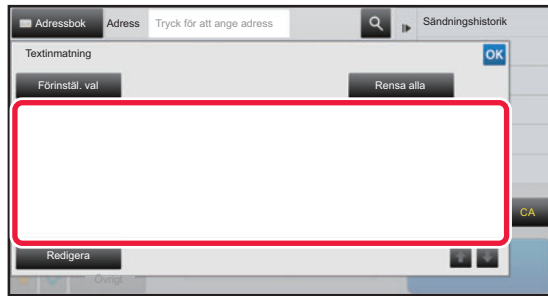 Adressbok Adress Tryck för att ange adress Sändningshistorik
Textinmatning OK
Förinstäl. val Rensa alla
CA
Redigera
Övrigt